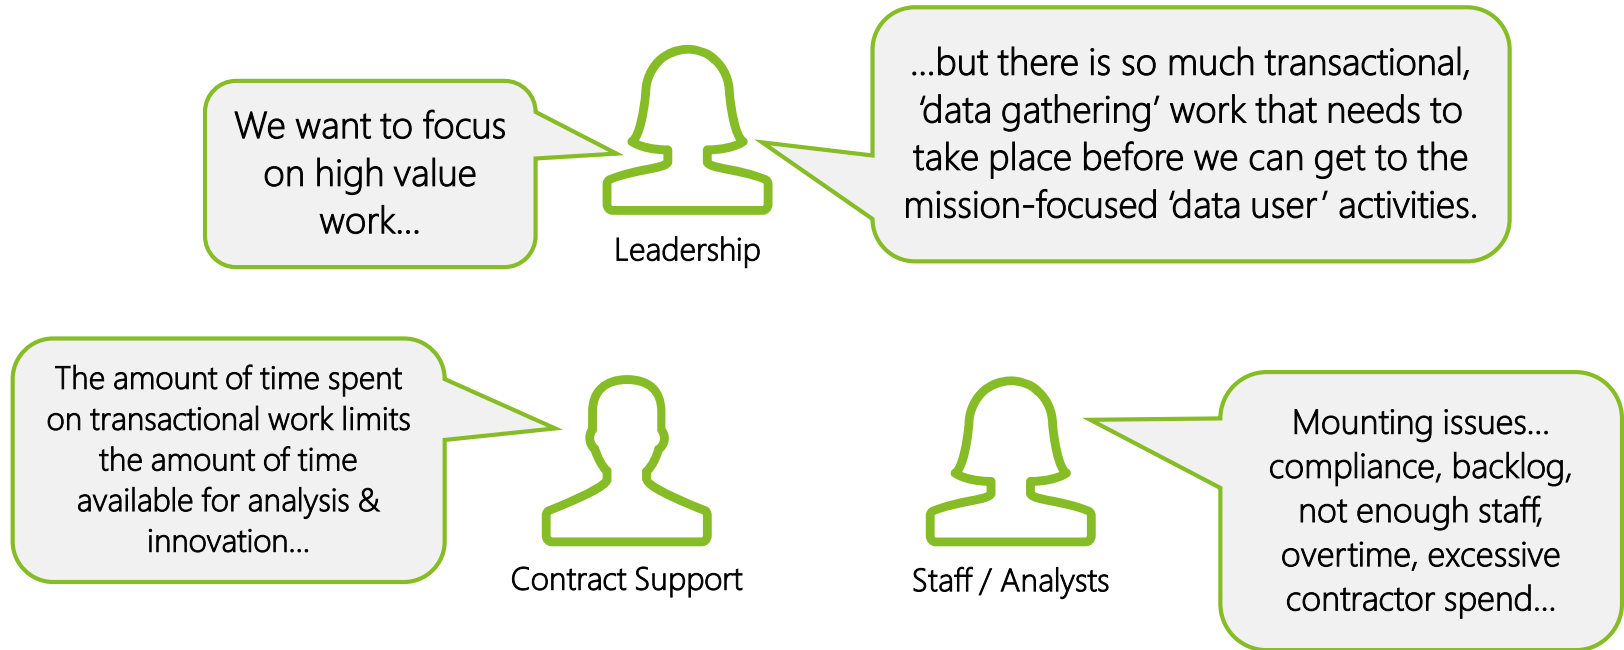 We want to focus
on high value
work...
...but there is so much transactional,
‘data gathering’ work that needs to
take place before we can get to the
mission-focused ‘data user’ activities.
Leadership
The amount of time spent
on transactional work limits
the amount of time
available for analysis &
innovation...
Contract Support
Staff / Analysts
Mounting issues...
compliance, backlog,
not enough staff,
overtime, excessive
contractor spend...